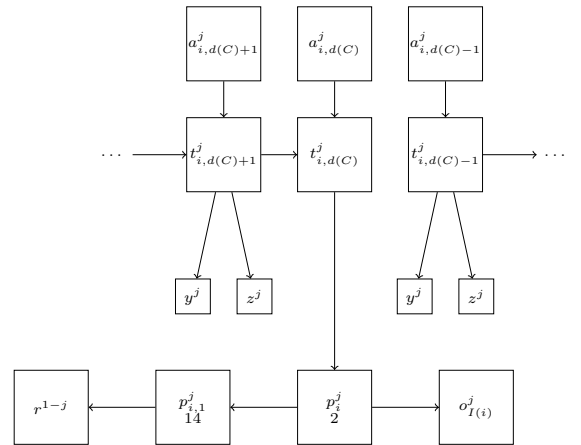 a^j_{i,d(C)+1} a^j_{i,d(C)} a^j_{i,d(C)−1}
⋯ t^j_{i,d(C)+1} t^j_{i,d(C)} t^j_{i,d(C)−1} ⋯
y^j z^j y^j z^j
r^{1−j} p^j_{i,1} p^j_i o^j_{I(i)}
14 2